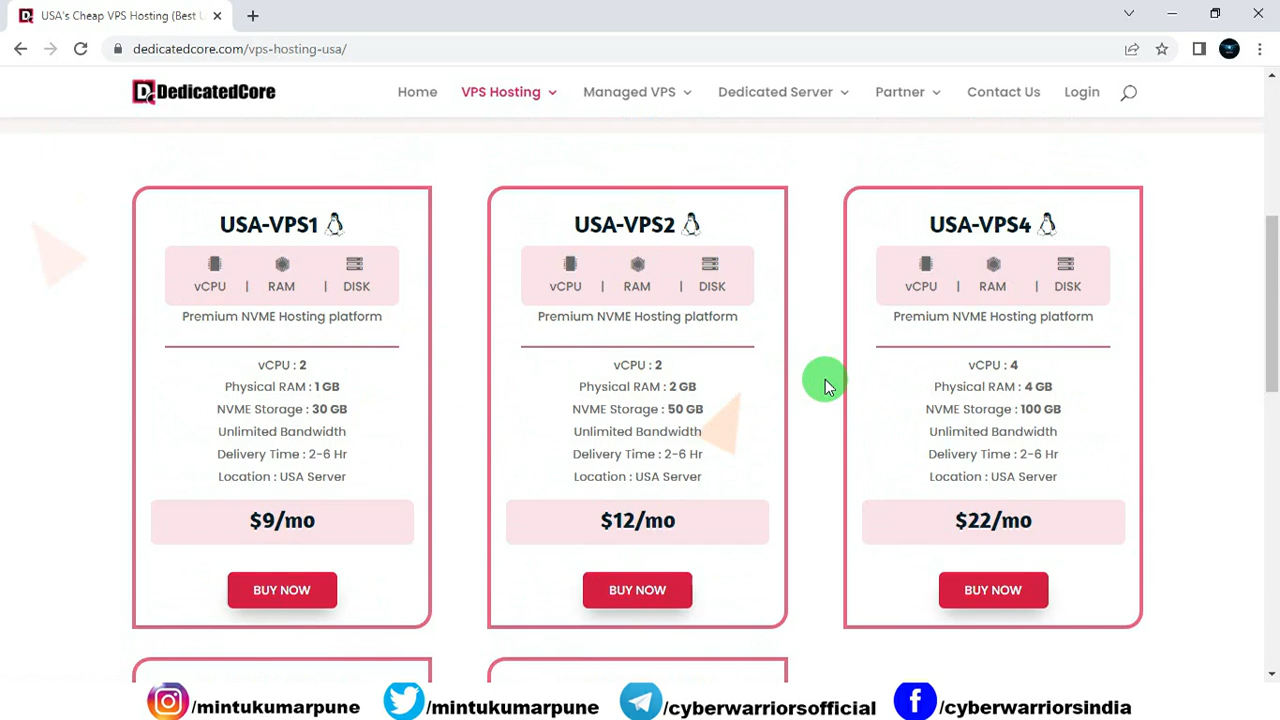 USA's Cheap VPS Hosting (Best L
dedicatedcore.com/vps-hosting-usa/
DedicatedCore
Home
VPS Hosting
Managed VPS
Dedicated Server
Partner
Contact Us
Login
USA-VPS1
vCPU | RAM | DISK
Premium NVME Hosting platform
vCPU : 2
Physical RAM : 1 GB
NVME Storage : 30 GB
Unlimited Bandwidth
Delivery Time : 2-6 Hr
Location : USA Server
$9/mo
BUY NOW
USA-VPS2
vCPU | RAM | DISK
Premium NVME Hosting platform
vCPU : 2
Physical RAM : 2 GB
NVME Storage : 50 GB
Unlimited Bandwidth
Delivery Time : 2-6 Hr
Location : USA Server
$12/mo
BUY NOW
USA-VPS4
vCPU | RAM | DISK
Premium NVME Hosting platform
vCPU : 4
Physical RAM : 4 GB
NVME Storage : 100 GB
Unlimited Bandwidth
Delivery Time : 2-6 Hr
Location : USA Server
$22/mo
BUY NOW
/mintukumarpune
/mintukumarpune
/cyberwarriorsofficial
/cyberwarriorsindia